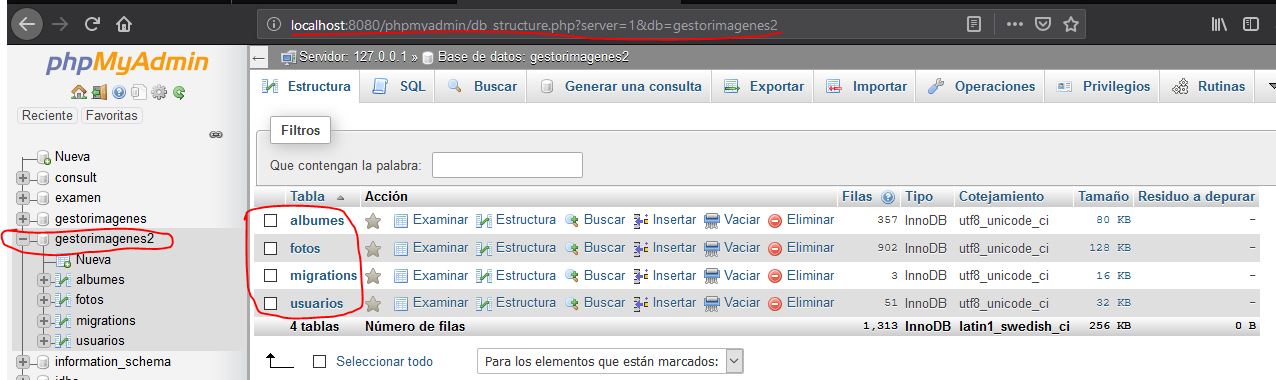 localhost:8080/phpmyadmin/db_structure.php?server=1&db=gestorimagenes2
phpMyAdmin
Reciente Favoritas
Nueva
consult
examen
gestorimagenes
gestorimagenes2
Nueva
albumes
fotos
migrations
usuarios
information_schema
Servidor: 127.0.0.1 » Base de datos: gestorimagenes2
Estructura SQL Buscar Generar una consulta Exportar Importar Operaciones Privilegios Rutinas
Filtros
Que contengan la palabra:
Tabla Acción Filas Tipo Cotejamiento Tamaño Residuo a depurar
albumes Examinar Estructura Buscar Insertar Vaciar Eliminar 357 InnoDB utf8_unicode_ci 80 KB -
fotos Examinar Estructura Buscar Insertar Vaciar Eliminar 902 InnoDB utf8_unicode_ci 128 KB -
migrations Examinar Estructura Buscar Insertar Vaciar Eliminar 3 InnoDB utf8_unicode_ci 16 KB -
usuarios Examinar Estructura Buscar Insertar Vaciar Eliminar 51 InnoDB utf8_unicode_ci 32 KB -
4 tablas Número de filas 1,313 InnoDB latin1_swedish_ci 256 KB 0 B
Seleccionar todo Para los elementos que están marcados: